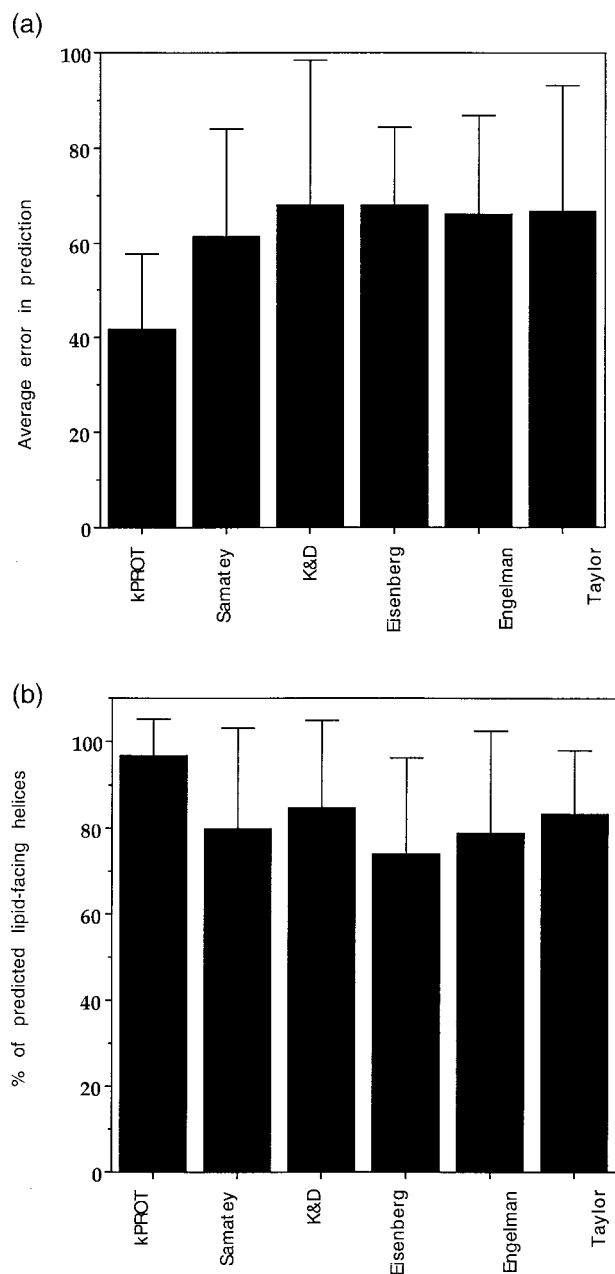 (a)
100
80
60
40
20
0
Average error in prediction
kPROT
Samatey
K&D
Eisenberg
Engelman
Taylor
(b)
100
80
60
40
20
0
% of predicted lipid-facing helices
kPROT
Samatey
K&D
Eisenberg
Engelman
Taylor